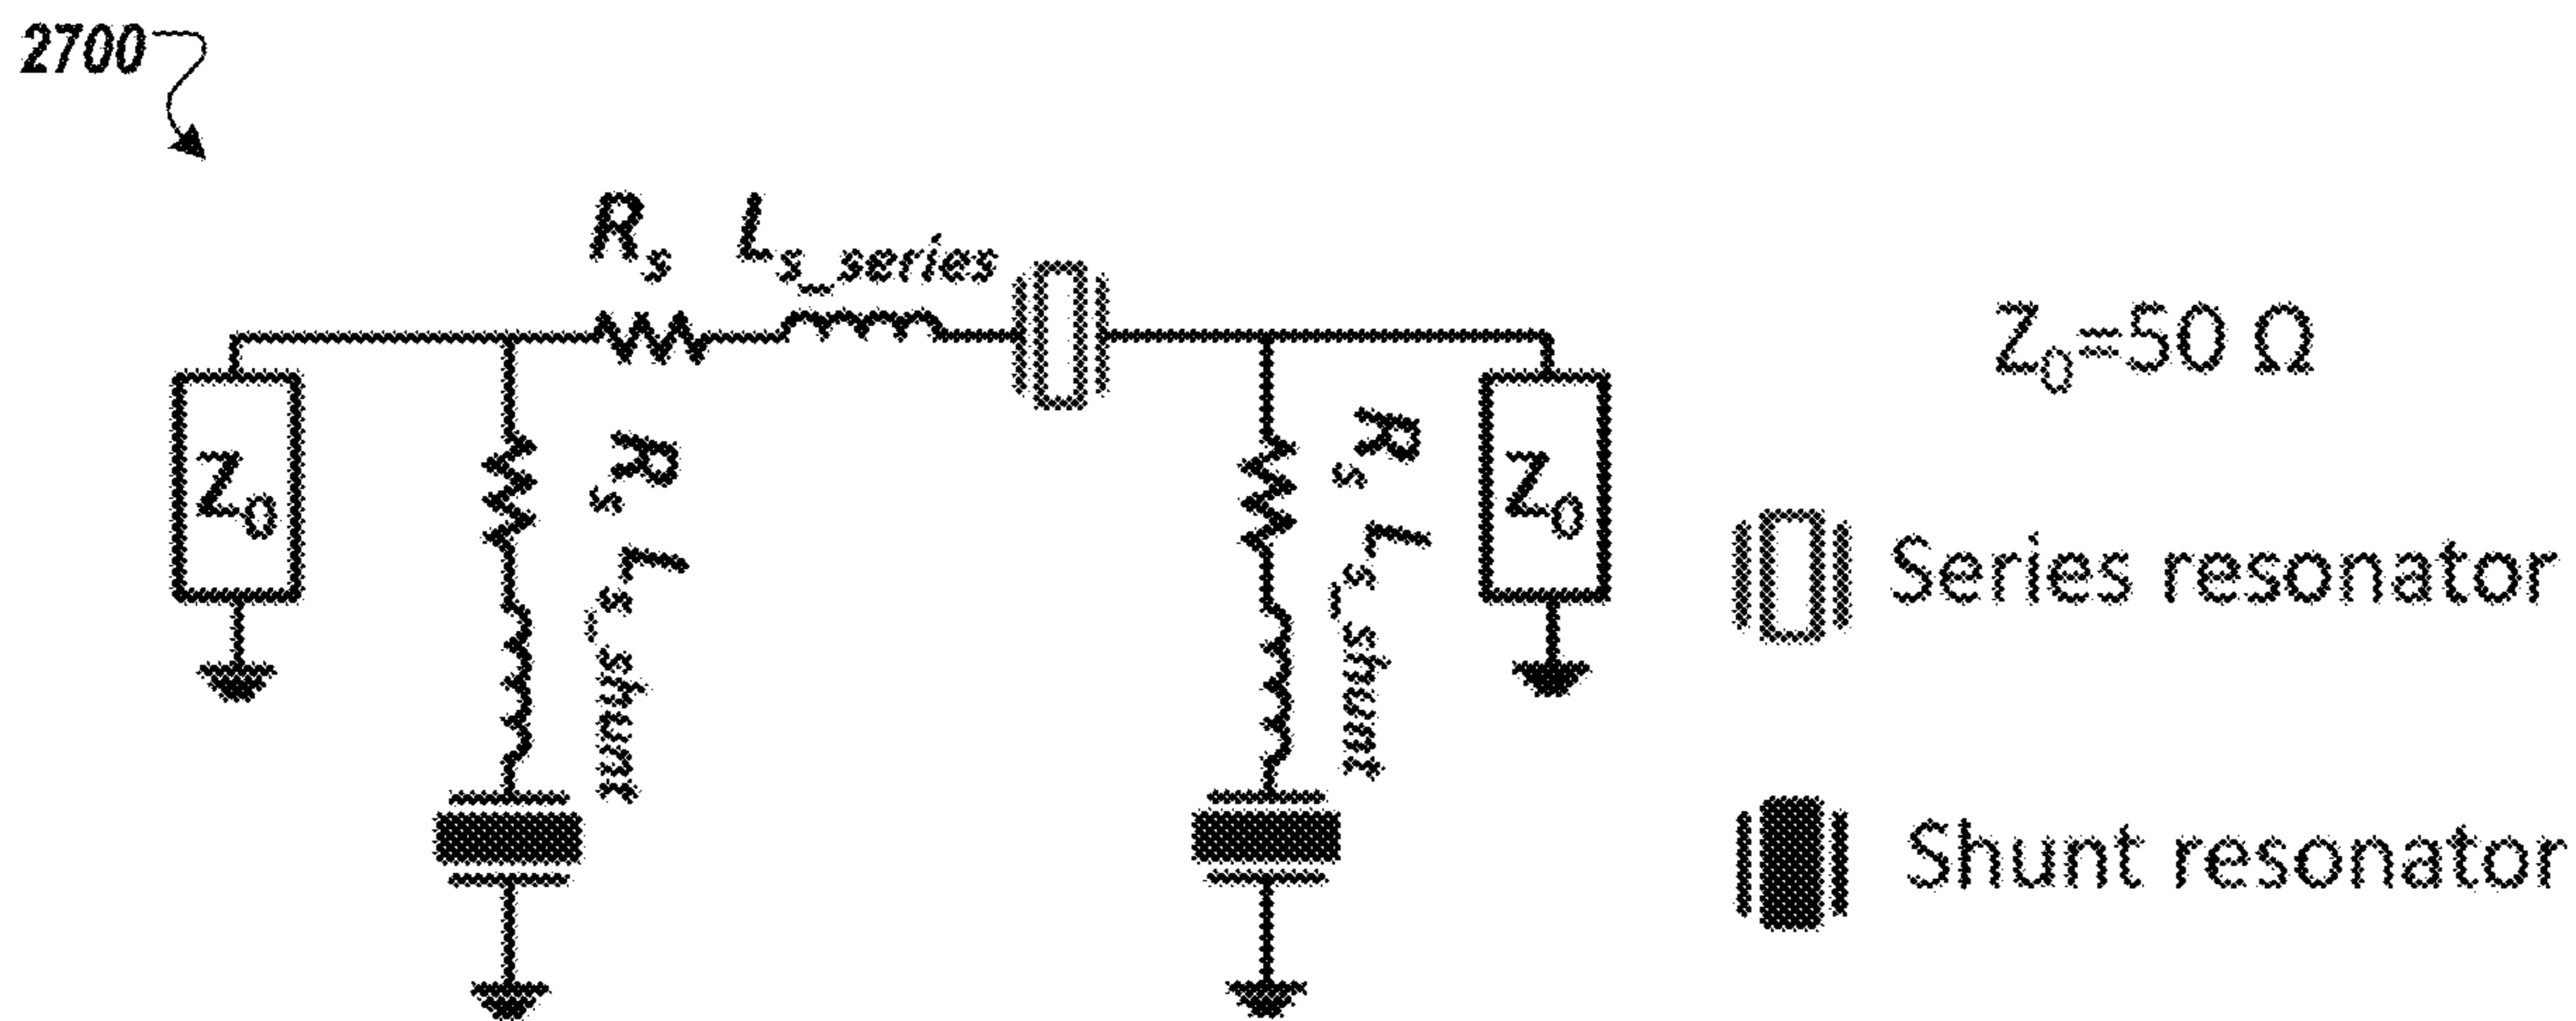 2700
R_s L_s_series
Z_0
R_s L_s_shunt
R_s L_s_shunt
Z_0
Z_0=50 Ω
Series resonator
Shunt resonator